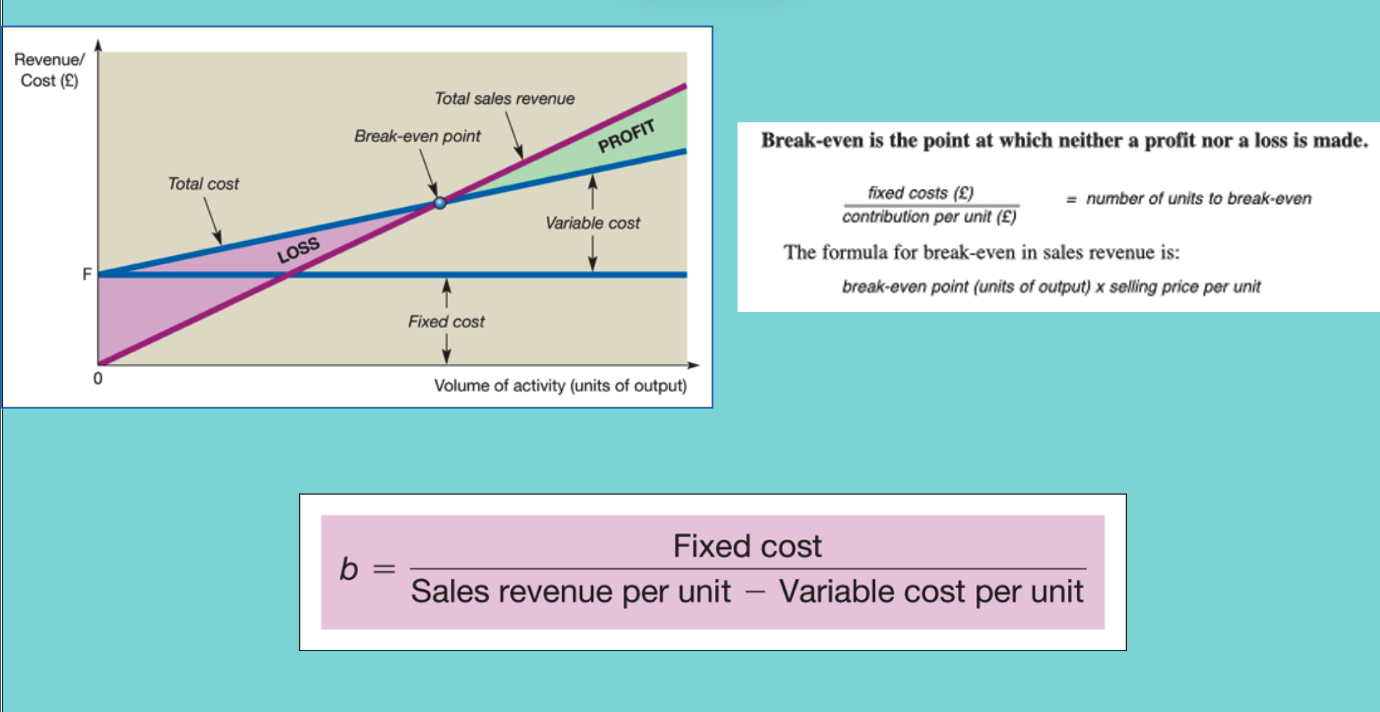 Revenue/
Cost (£)
Total sales revenue
Break-even point
PROFIT
Total cost
Variable cost
LOSS
F
Fixed cost
0
Volume of activity (units of output)
Break-even is the point at which neither a profit nor a loss is made.
fixed costs (£)
contribution per unit (£)
= number of units to break-even
The formula for break-even in sales revenue is:
break-even point (units of output) x selling price per unit
b =
Fixed cost
Sales revenue per unit − Variable cost per unit